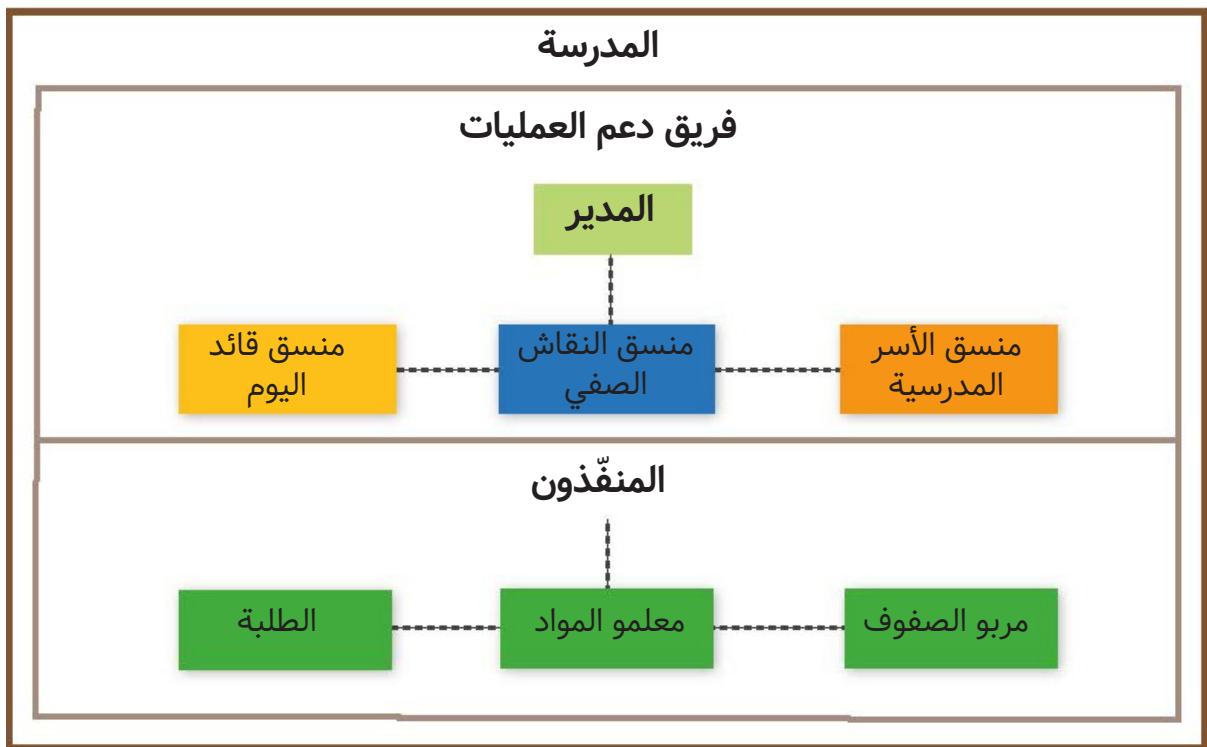 المدرسة
فريق دعم العمليات
المدير
منسق الأسر
المدرسية
منسق النقاش
الصفي
منسق قائد
اليوم
المنفّذون
مربو الصفوف
معلمو المواد
الطلبة